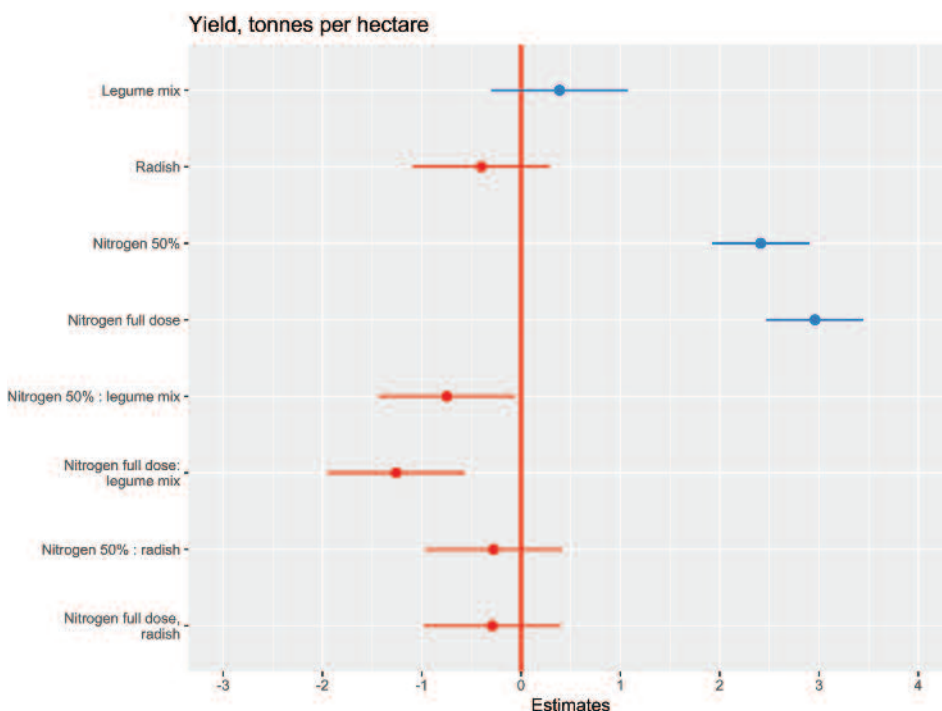 Yield, tonnes per hectare
Legume mix
Radish
Nitrogen 50%
Nitrogen full dose
Nitrogen 50% : legume mix
Nitrogen full dose:
legume mix
Nitrogen 50% : radish
Nitrogen full dose,
radish
-3 -2 -1 0 1 2 3 4
Estimates